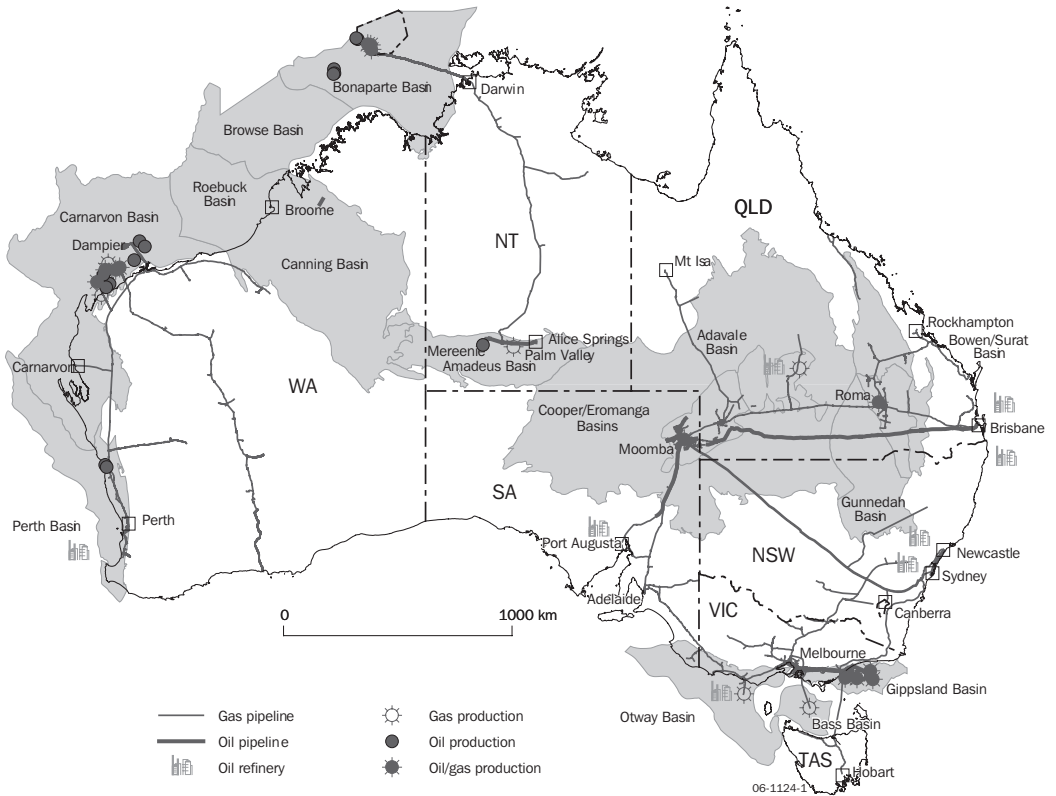 Bonaparte Basin
Darwin
Browse Basin
Roebuck
Basin
Broome
Carnarvon Basin
Dampier
Canning Basin
NT
QLD
Mt Isa
Rockhampton
Bowen/Surat
Basin
Adavale
Basin
Alice Springs
Mereenie
Palm Valley
Amadeus Basin
Carnarvon
WA
Roma
Cooper/Eromanga
Basins
Brisbane
Moomba
SA
Gunnedah
Basin
Perth Basin
Perth
Port Augusta
NSW
Newcastle
Sydney
Adelaide
VIC
Canberra
0 1000 km
Melbourne
Gippsland Basin
Otway Basin
Bass Basin
TAS
Hobart
06-1124-1
Gas pipeline
Oil pipeline
Oil refinery
Gas production
Oil production
Oil/gas production